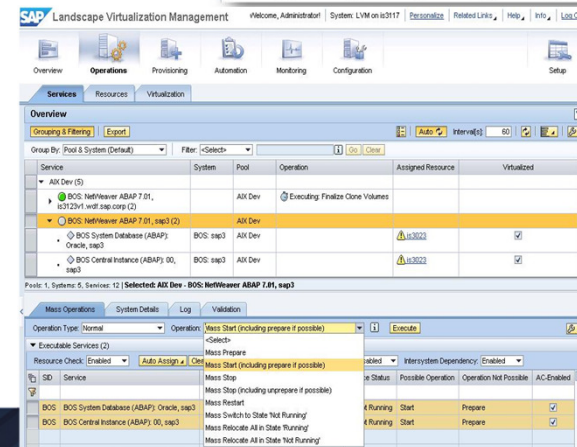 SAP Landscape Virtualization Management Welcome, Administrator! System: LVM on is3117 Personalize Related Links Help Info Log
Overview Operations Provisioning Automation Monitoring Configuration Setup
Services Resources Virtualization
Overview
Grouping & Filtering Export Auto Interval[s]: 60
Group By: Pool & System (Default) Filter: <Select> Go Clear
Service System Pool Operation Assigned Resource Virtualized
AIX Dev (5)
BOS: NetWeaver ABAP 7.01, is3123v1.wdf.sap.corp (2) AIX Dev Executing: Finalize Clone Volumes
BOS: NetWeaver ABAP 7.01, sap3 (2) AIX Dev
BOS System Database (ABAP): Oracle, sap3 BOS: sap3 AIX Dev is3023
BOS Central Instance (ABAP): 00, sap3 BOS: sap3 AIX Dev is3023
Pools: 1, Systems: 5, Services: 12 | Selected: AIX Dev - BOS: NetWeaver ABAP 7.01, sap3
Mass Operations System Details Log Validation
Operation Type: Normal Operation: Mass Start (including prepare if possible) Execute
<Select>
Executable Services (2) Mass Prepare
Resource Check: Enabled Auto Assign Clea Mass Start (including prepare if possible) abled Intersystem Dependency: Enabled
SID Service Mass Stop ce Status Possible Operation Operation Not Possible AC-Enabled
Mass Stop (including unprepare if possible)
Mass Restart
BOS BOS System Database (ABAP): Oracle, sap3 Mass Switch to State 'Not Running' t Running Start Prepare
BOS BOS Central Instance (ABAP): 00, sap3 Mass Relocate All in State 'Running' t Running Start Prepare
Mass Relocate All in State 'Not Running'